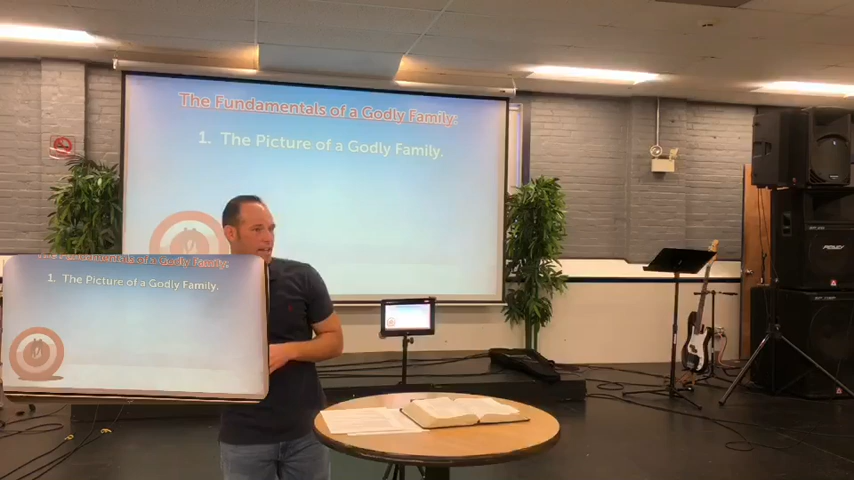 The Fundamentals of a Godly Family:
1. The Picture of a Godly Family.
The Fundamentals of a Godly Family:
1. The Picture of a Godly Family.